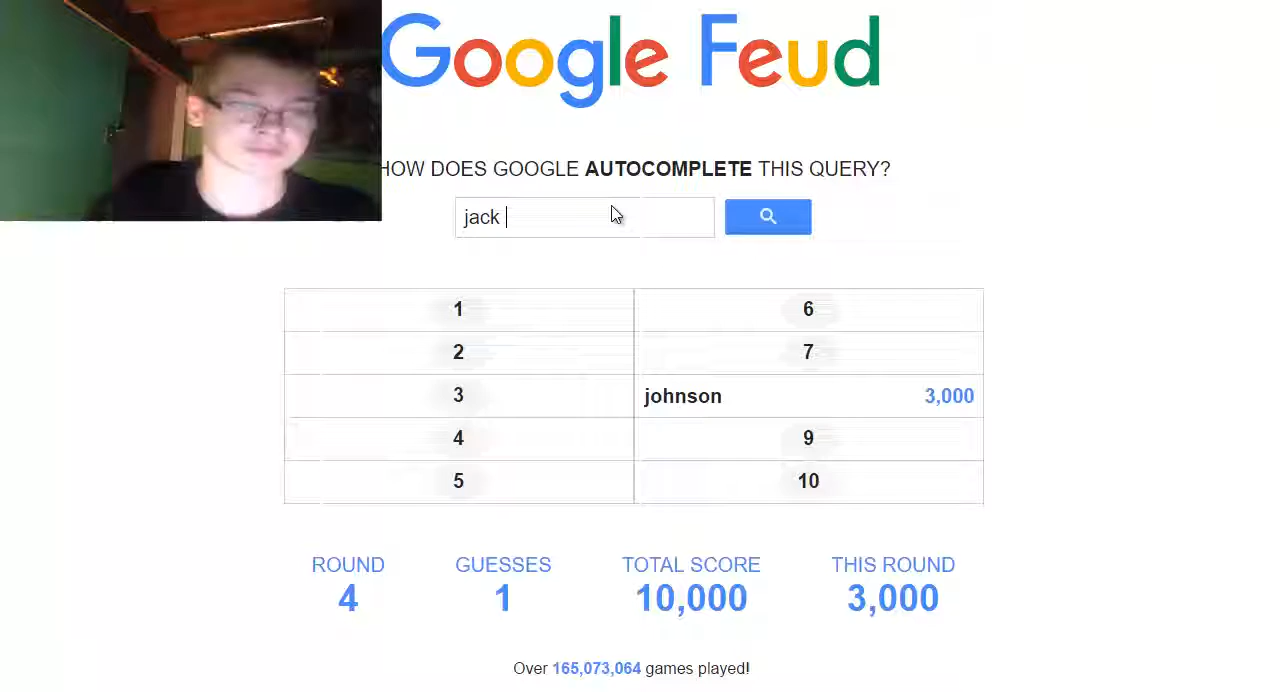 Google Feud
HOW DOES GOOGLE AUTOCOMPLETE THIS QUERY?
jack
1
6
2
7
3
johnson 3,000
4
9
5
10
ROUND GUESSES TOTAL SCORE THIS ROUND
4 1 10,000 3,000
Over 165,073,064 games played!